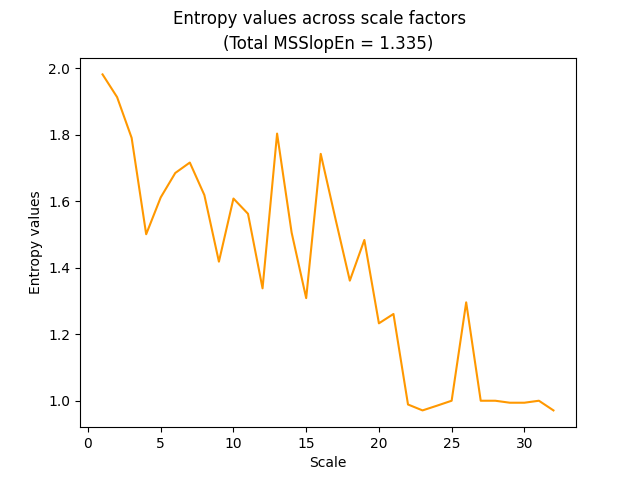 Entropy values across scale factors
(Total MSSlopEn = 1.335)
2.0
1.8
1.6
1.4
1.2
1.0
Entropy values
0 5 10 15 20 25 30
Scale